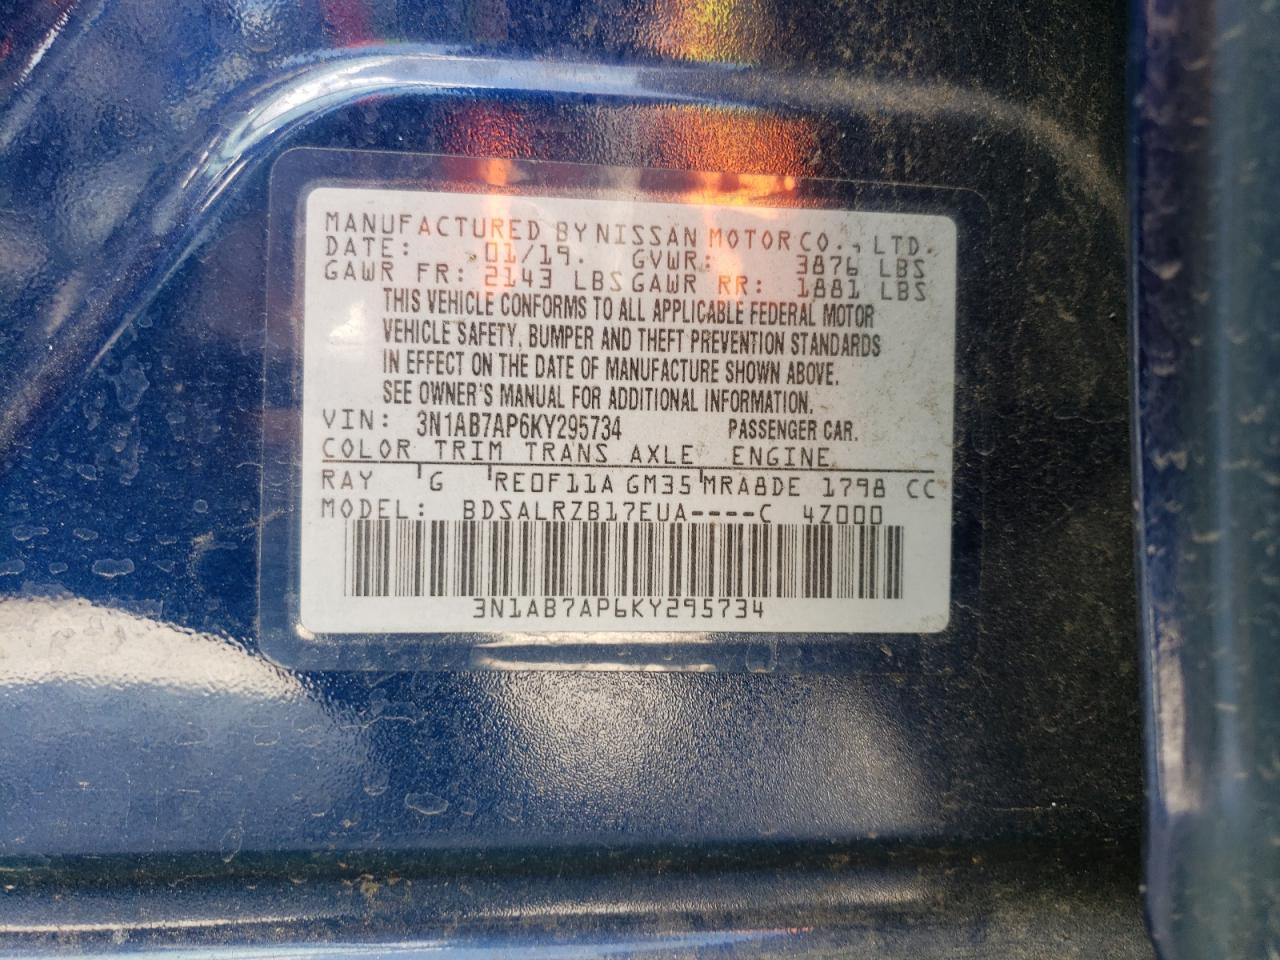 MANUFACTURED BY NISSAN MOTOR CO., LTD.
DATE: 01/19. GVWR: 3876 LBS
GAWR FR: 2143 LBS GAWR RR: 1881 LBS
THIS VEHICLE CONFORMS TO ALL APPLICABLE FEDERAL MOTOR
VEHICLE SAFETY, BUMPER AND THEFT PREVENTION STANDARDS
IN EFFECT ON THE DATE OF MANUFACTURE SHOWN ABOVE.
SEE OWNER'S MANUAL FOR ADDITIONAL INFORMATION.
VIN: 3N1AB7AP6KY295734 PASSENGER CAR.
COLOR TRIM TRANS AXLE ENGINE
RAY G RE0F11A GM35 MRA8DE 1798 CC
MODEL: BDSALRZB17EUA----C 4Z000
3N1AB7AP6KY295734